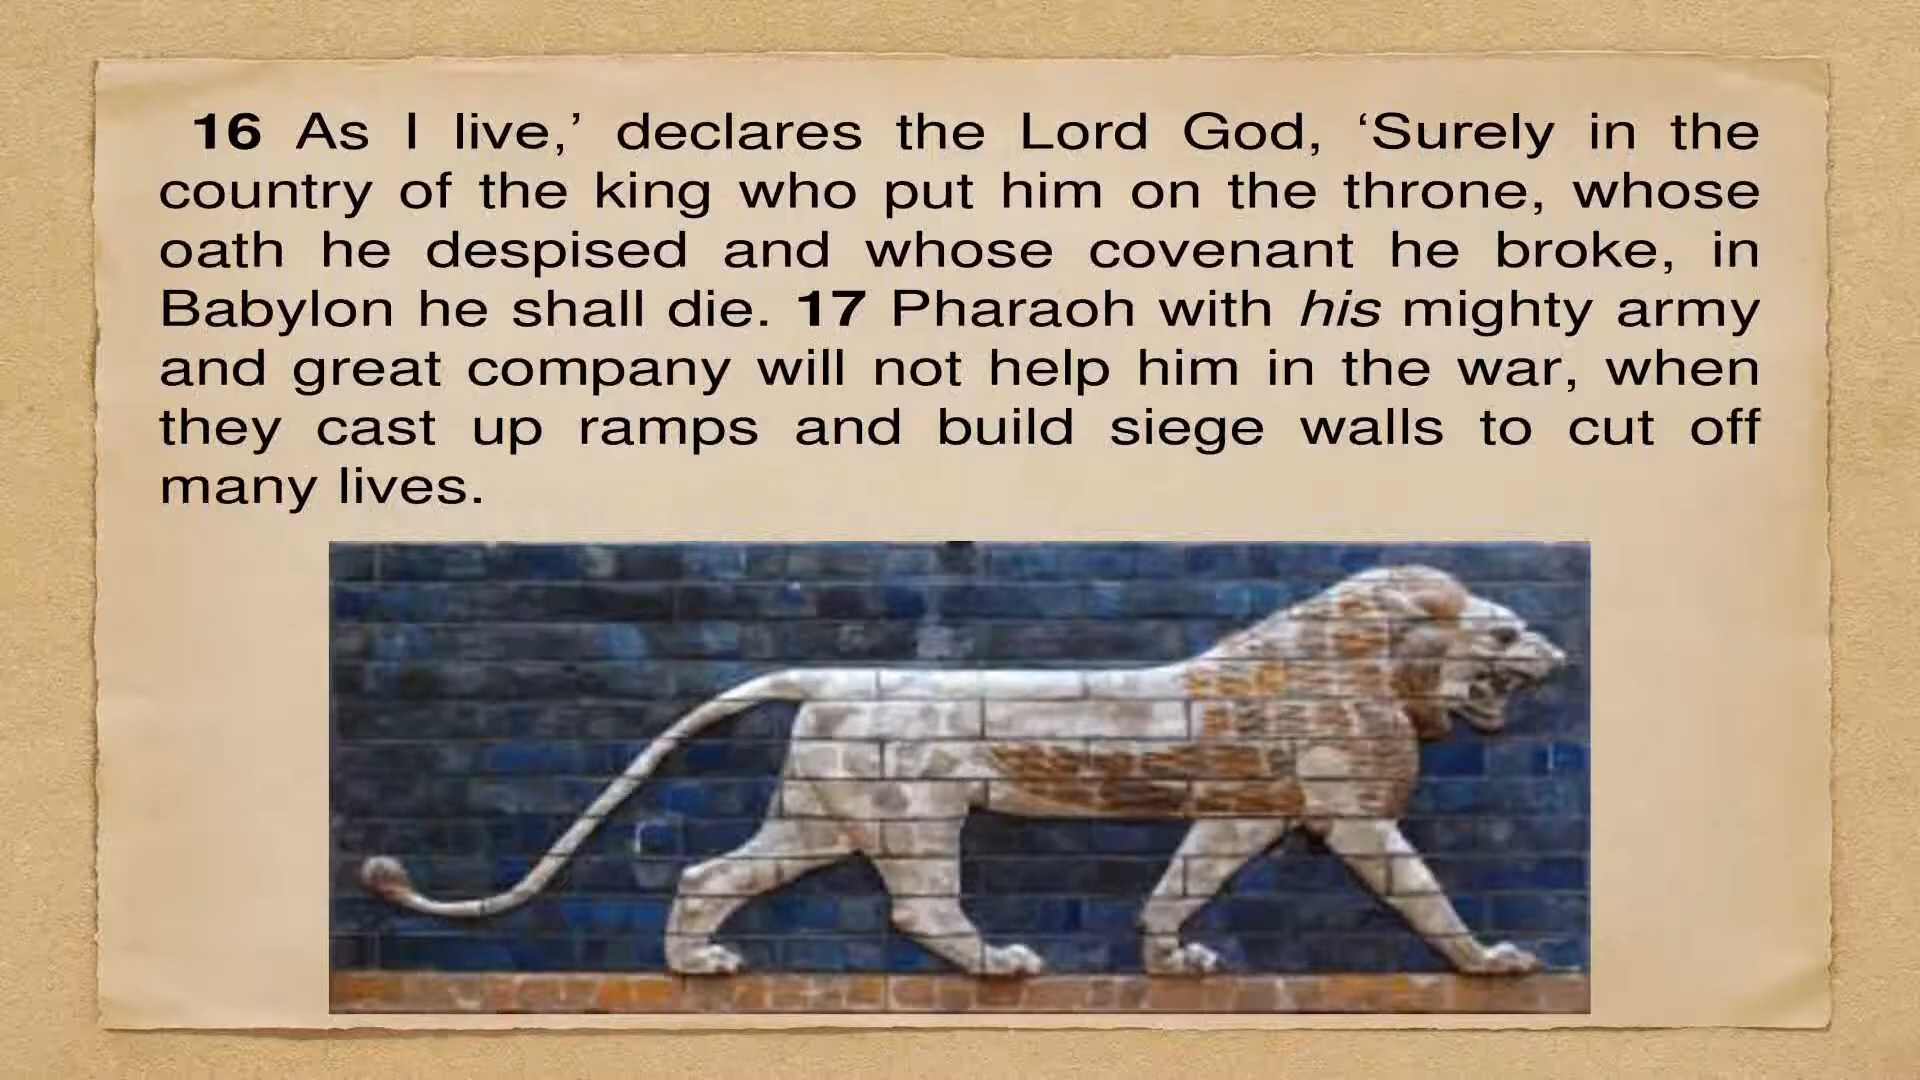 16 As I live,’ declares the Lord God, ‘Surely in the
country of the king who put him on the throne, whose
oath he despised and whose covenant he broke, in
Babylon he shall die. 17 Pharaoh with his mighty army
and great company will not help him in the war, when
they cast up ramps and build siege walls to cut off
many lives.